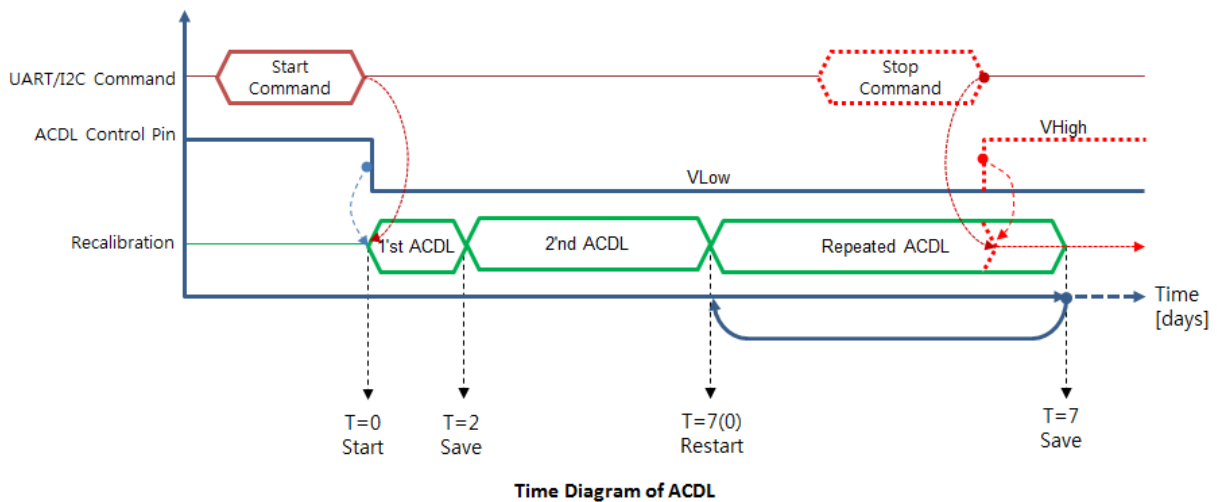 UART/I2C Command
Start
Command
Stop
Command
ACDL Control Pin
VHigh
VLow
Recalibration
1'st ACDL
2'nd ACDL
Repeated ACDL
Time
[days]
T=0
Start
T=2
Save
T=7(0)
Restart
T=7
Save
Time Diagram of ACDL